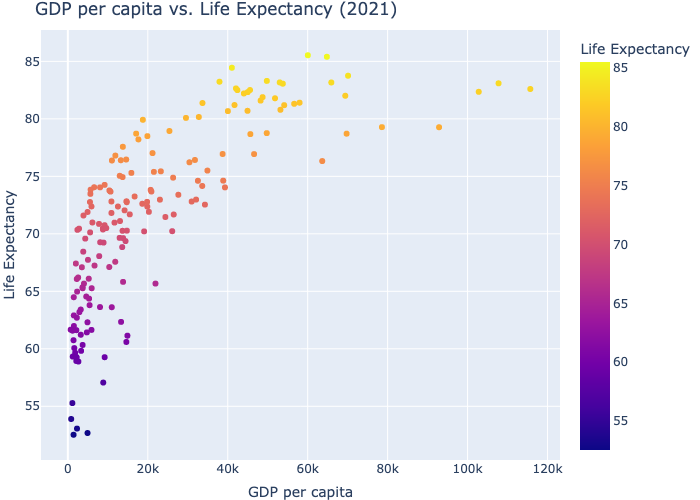 GDP per capita vs. Life Expectancy (2021)
Life Expectancy
85
80
75
70
65
60
55
Life Expectancy
0
20k
40k
60k
80k
100k
120k
GDP per capita
85
80
75
70
65
60
55